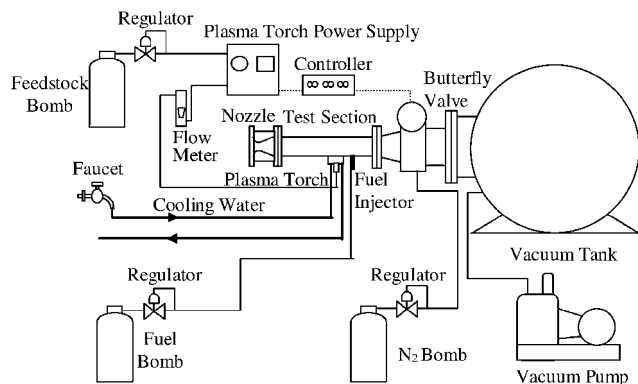 Regulator
Plasma Torch Power Supply
Controller
Butterfly
Valve
Feedstock
Bomb
Flow
Meter
Nozzle Test Section
Faucet
Plasma Torch
Fuel
Injector
Cooling Water
Vacuum Tank
Regulator
Regulator
Fuel
Bomb
N2 Bomb
Vacuum Pump